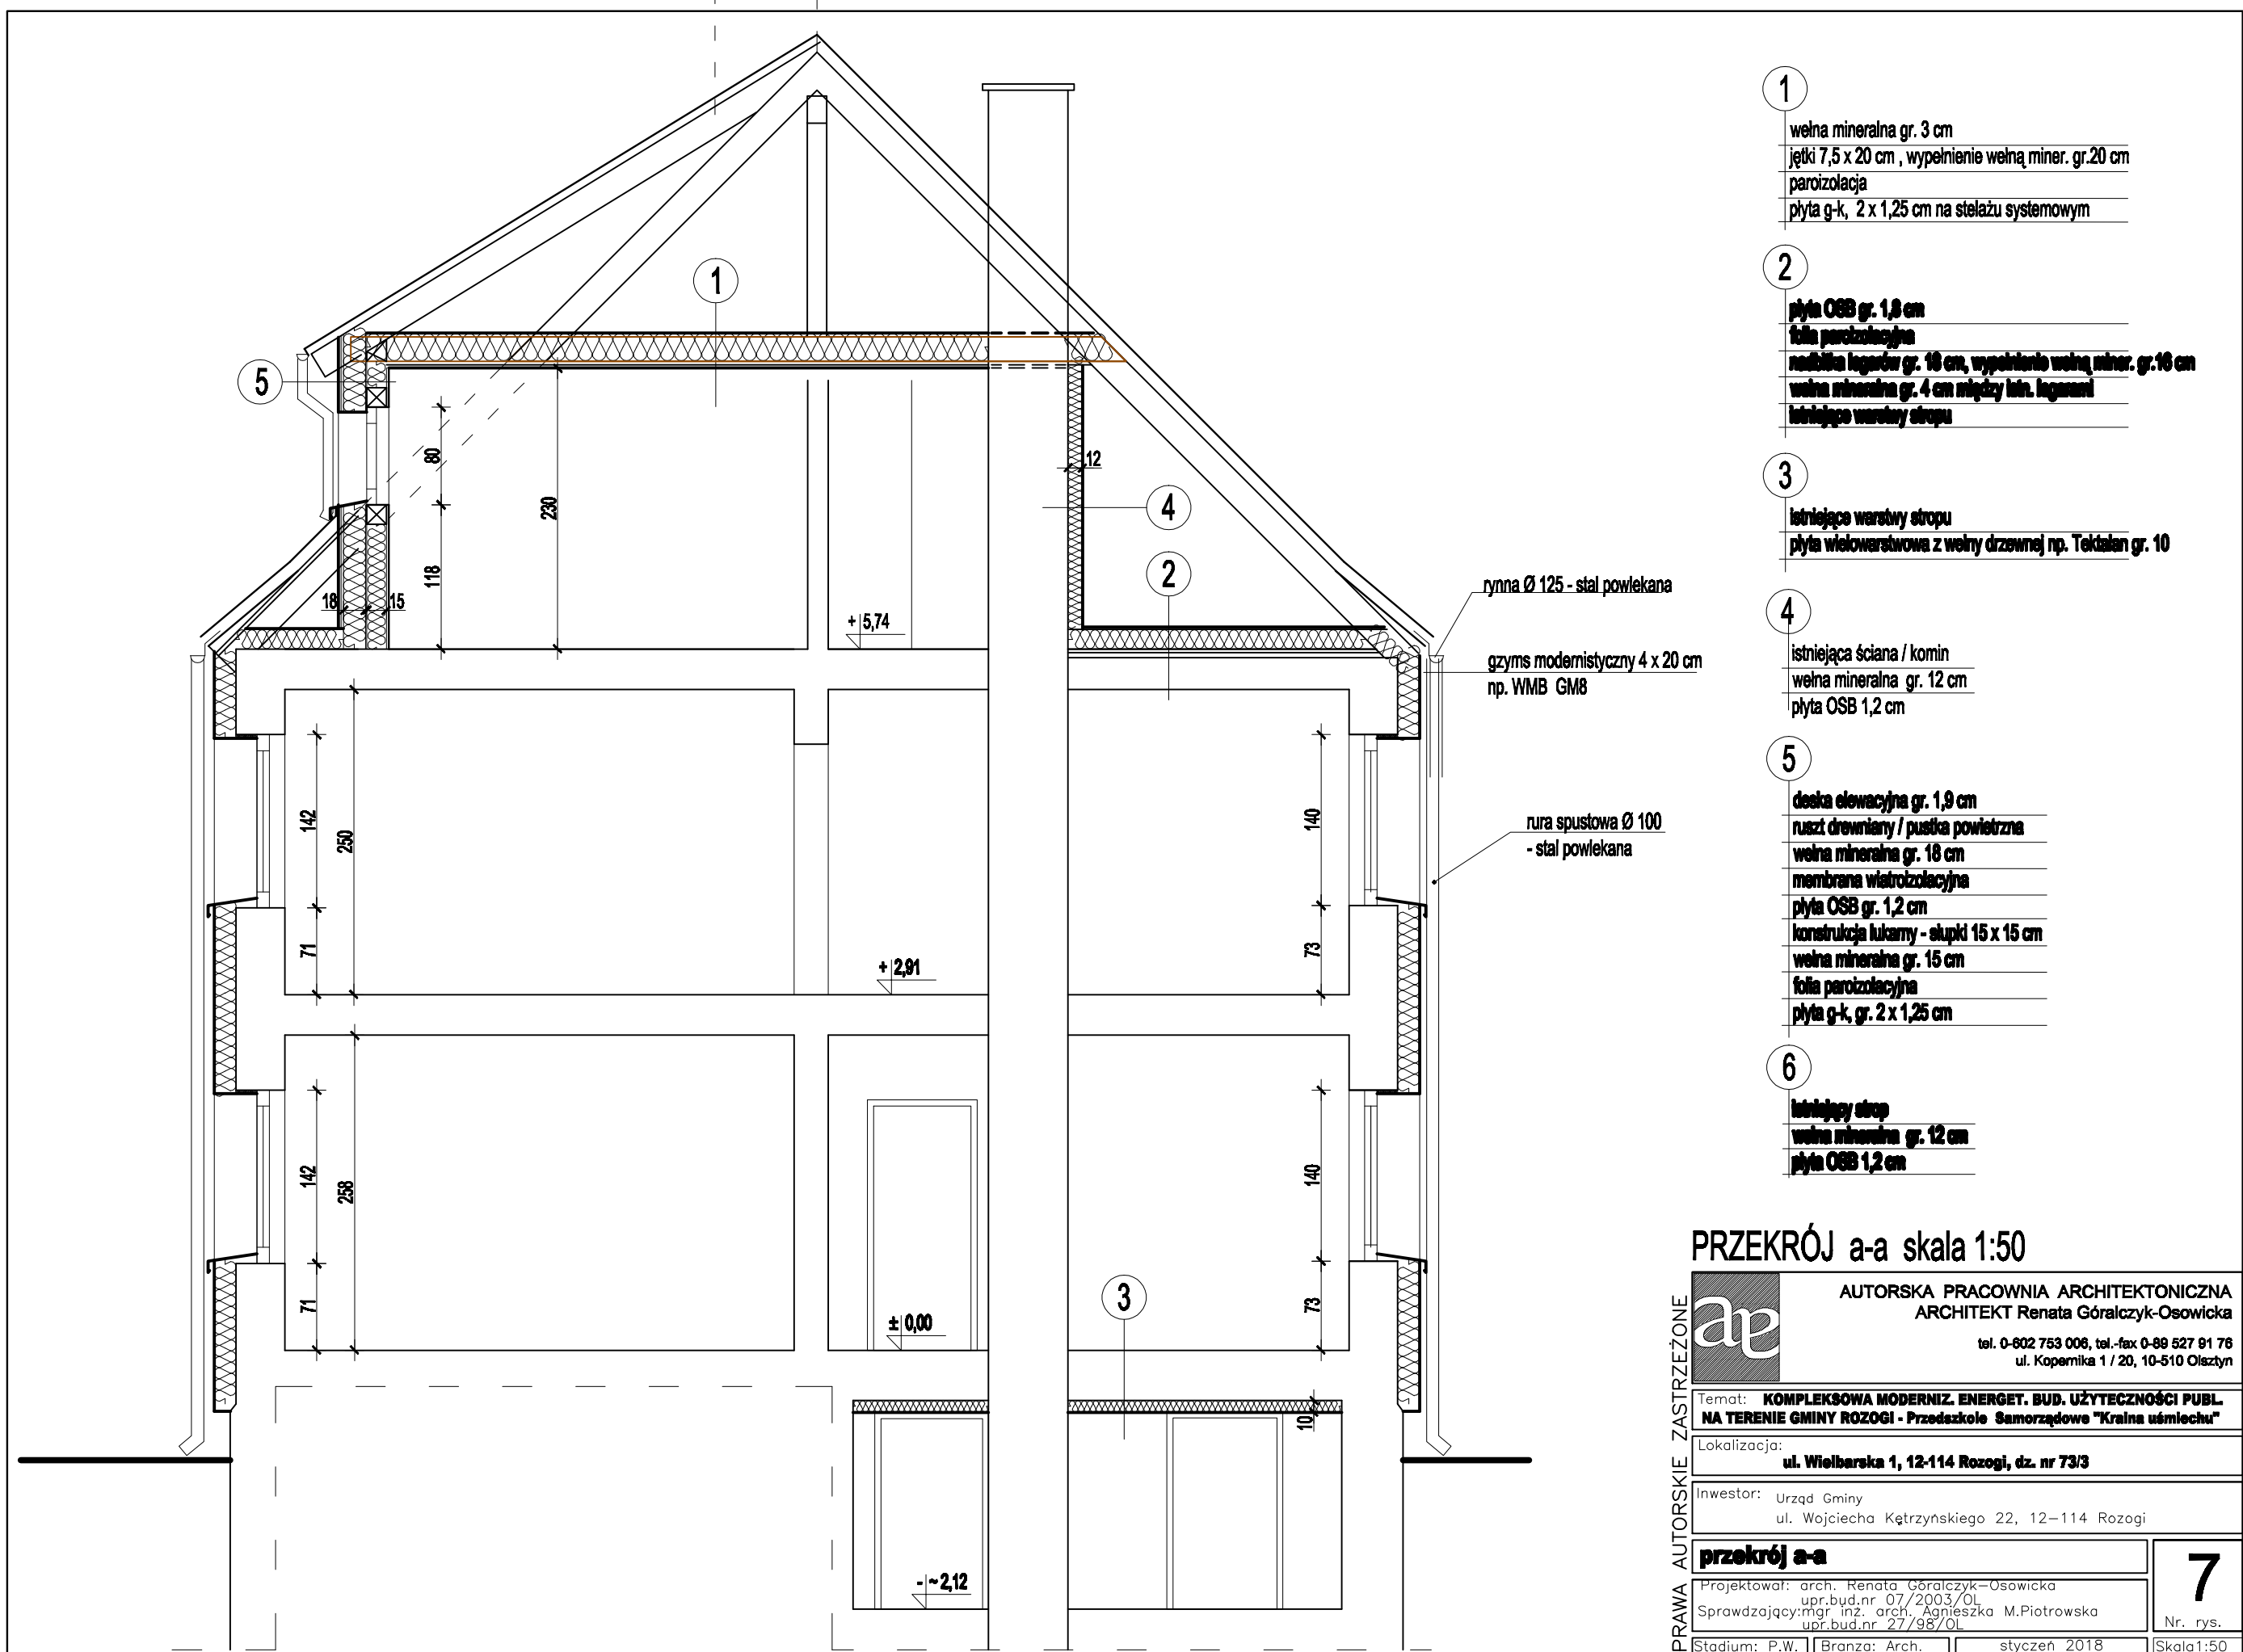 1
wełna mineralna gr. 3 cm
jętki 7,5 x 20 cm , wypełnienie wełną miner. gr.20 cm
paroizolacja
płyta g-k, 2 x 1,25 cm na stelażu systemowym
2
płyta OSB gr. 1,8 cm
folia paroizolacyjna
nadbitka legarów gr. 16 cm, wypełnienie wełną miner. gr.16 cm
wełna mineralna gr. 4 cm między istn. legarami
istniejące warstwy stropu
3
istniejące warstwy stropu
płyta wielowarstwowa z wełny drzewnej np. Tektalan gr. 10
4
istniejąca ściana / komin
wełna mineralna gr. 12 cm
płyta OSB 1,2 cm
5
deska elewacyjna gr. 1,9 cm
ruszt drewniany / pustka powietrzna
wełna mineralna gr. 18 cm
membrana wiatroizolacyjna
płyta OSB gr. 1,2 cm
konstrukcja lukarny - słupki 15 x 15 cm
wełna mineralna gr. 15 cm
folia paroizolacyjna
płyta g-k, gr. 2 x 1,25 cm
6
istniejący strop
wełna mineralna gr. 12 cm
płyta OSB 1,2 cm
1
5
80
230
12
4
118
2
18
15
+ 5,74
rynna Ø 125 - stal powlekana
gzyms modernistyczny 4 x 20 cm
np. WMB GM8
142
250
140
rura spustowa Ø 100
- stal powlekana
71
+ 2,91
73
142
258
140
71
± 0,00
73
3
10
- ~ 2,12
PRZEKRÓJ a-a skala 1:50
PRAWA AUTORSKIE ZASTRZEŻONE
ap
AUTORSKA PRACOWNIA ARCHITEKTONICZNA
ARCHITEKT Renata Góralczyk-Osowicka
tel. 0-602 753 006, tel.-fax 0-89 527 91 76
ul. Kopernika 1 / 20, 10-510 Olsztyn
Temat: KOMPLEKSOWA MODERNIZ. ENERGET. BUD. UŻYTECZNOŚCI PUBL.
NA TERENIE GMINY ROZOGI - Przedszkole Samorządowe "Kraina uśmiechu"
Lokalizacja:
ul. Wielbarska 1, 12-114 Rozogi, dz. nr 73/3
Inwestor: Urząd Gminy
ul. Wojciecha Kętrzyńskiego 22, 12-114 Rozogi
przekrój a-a
7
Nr. rys.
Projektował: arch. Renata Góralczyk-Osowicka
upr.bud.nr 07/2003/OL
Sprawdzający: mgr inż. arch. Agnieszka M.Piotrowska
upr.bud.nr 27/98/OL
Stadium: P.W. Branża: Arch. styczeń 2018 Skala1:50